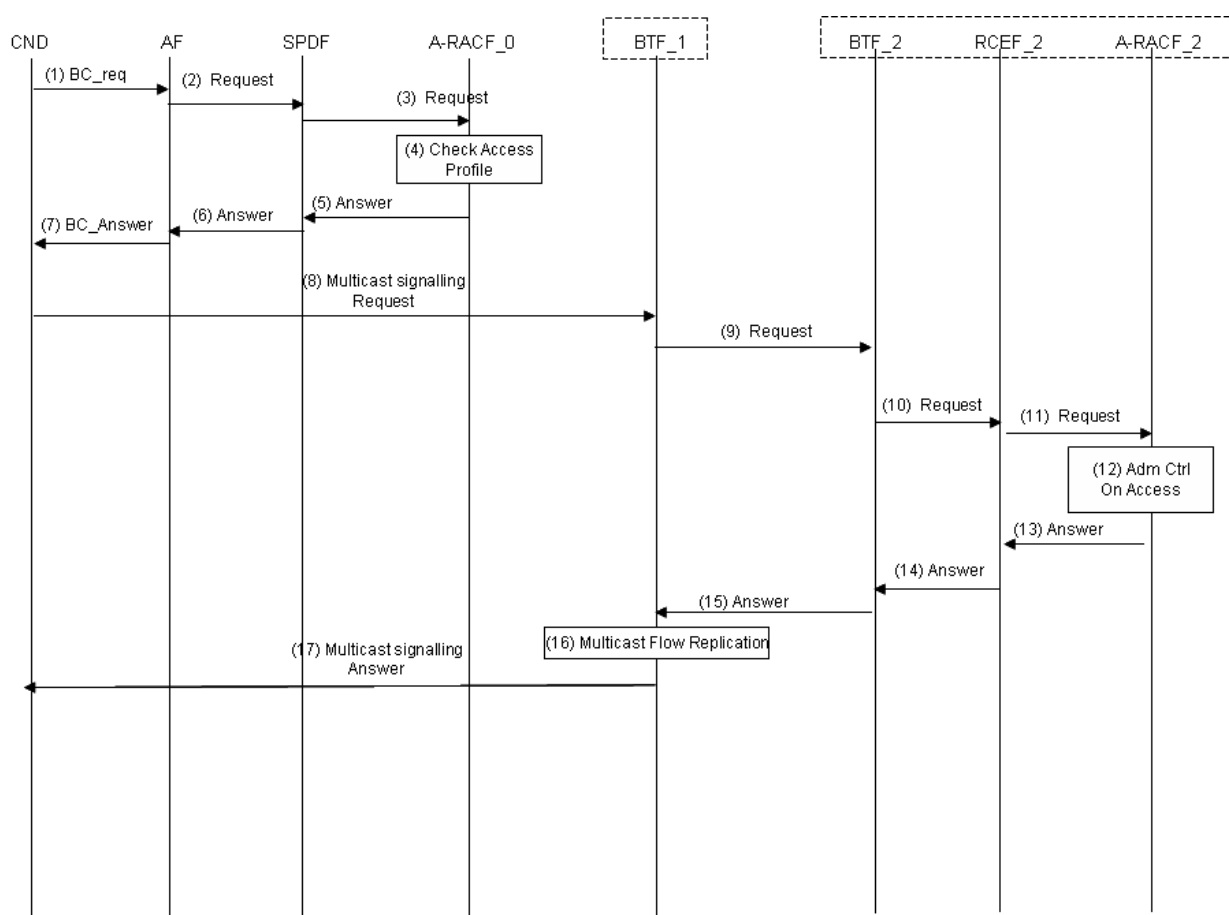 CND AF SPDF A-RACF_0 BTF_1 BTF_2 RCEF_2 A-RACF_2
(1) BC_req
(2) Request
(3) Request
(4) Check Access
Profile
(5) Answer
(6) Answer
(7) BC_Answer
(8) Multicast signalling
Request
(9) Request
(10) Request
(11) Request
(12) Adm Ctrl
On Access
(13) Answer
(14) Answer
(15) Answer
(16) Multicast Flow Replication
(17) Multicast signalling
Answer